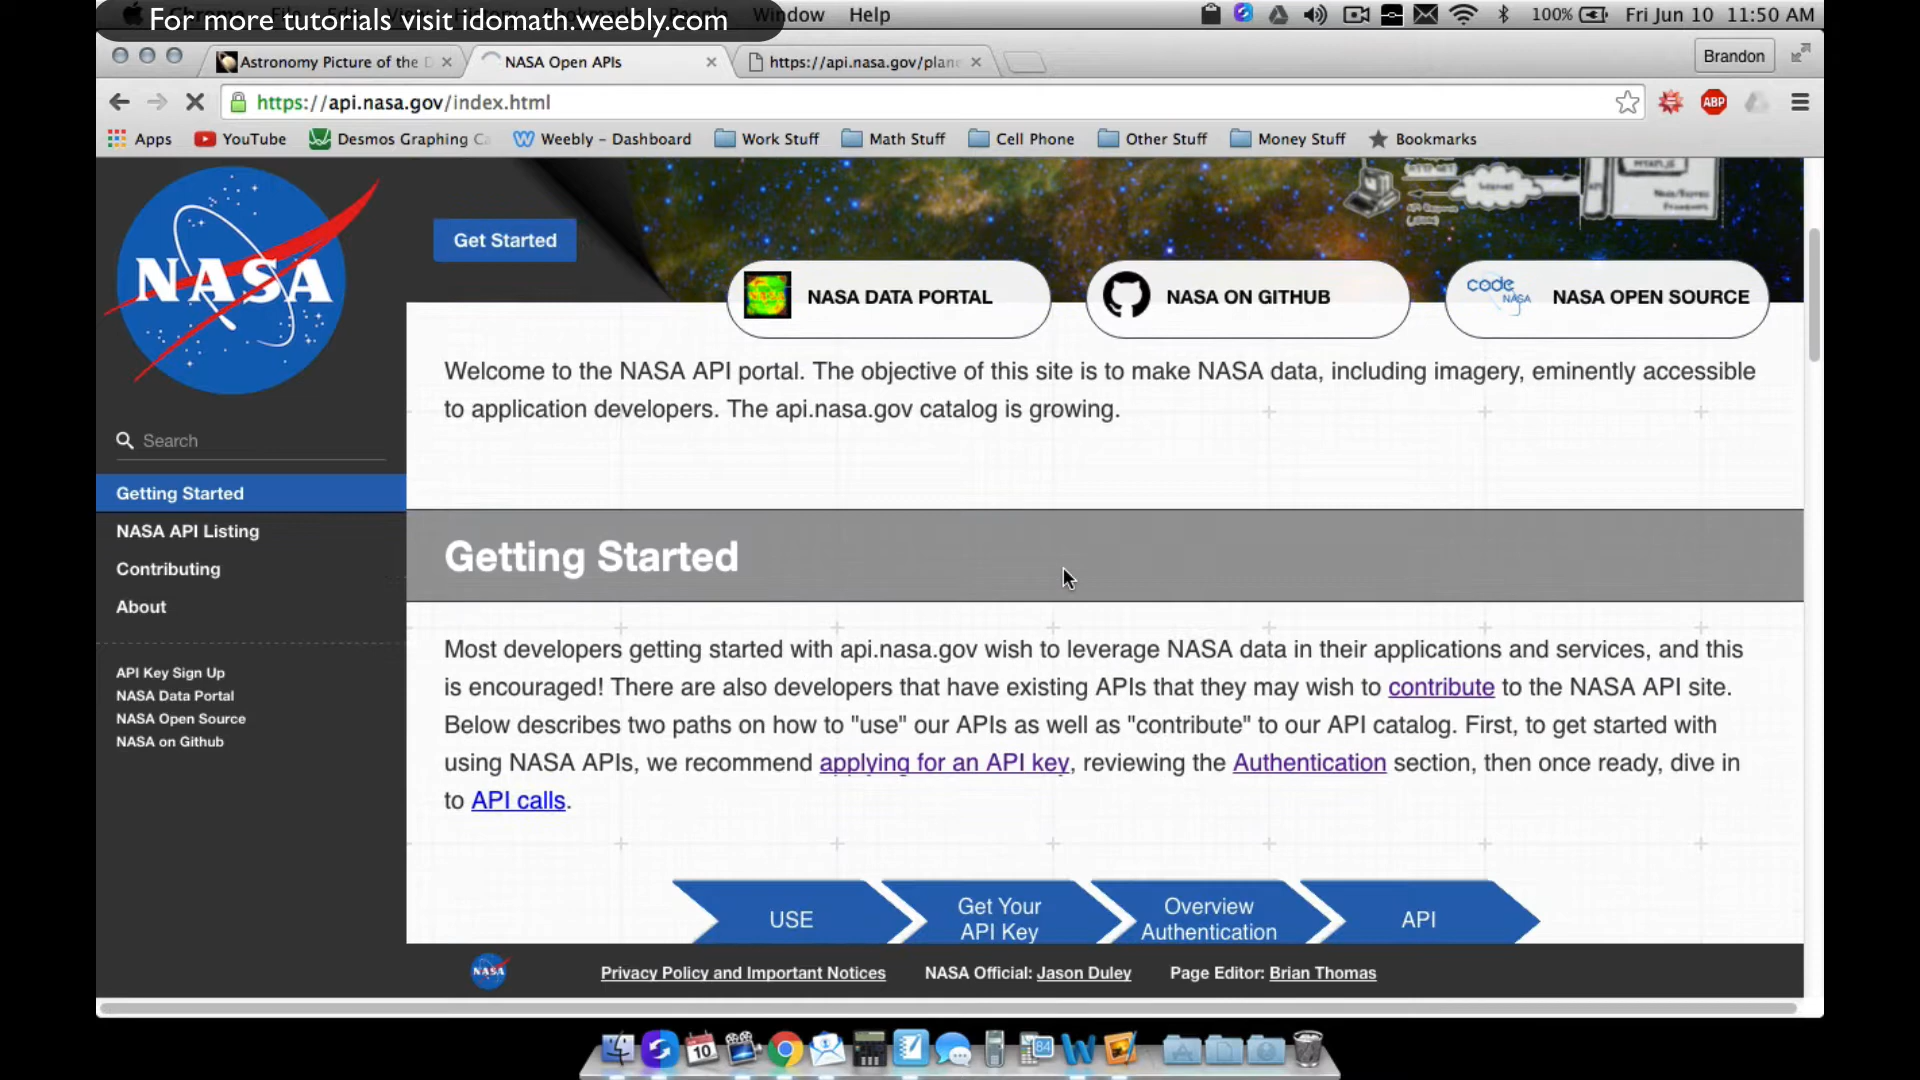 For more tutorials visit idomath.weebly.com
Window Help
100% Fri Jun 10 11:50 AM
Astronomy Picture of the D
NASA Open APIs
https://api.nasa.gov/plane
Brandon
https://api.nasa.gov/index.html
ABP
Apps YouTube Desmos Graphing Ca Weebly - Dashboard Work Stuff Math Stuff Cell Phone Other Stuff Money Stuff Bookmarks
NASA
Search
Getting Started
NASA API Listing
Contributing
About
API Key Sign Up
NASA Data Portal
NASA Open Source
NASA on Github
Get Started
Internet
NASA DATA PORTAL
NASA ON GITHUB
code NASA
NASA OPEN SOURCE
Welcome to the NASA API portal. The objective of this site is to make NASA data, including imagery, eminently accessible
to application developers. The api.nasa.gov catalog is growing.
Getting Started
Most developers getting started with api.nasa.gov wish to leverage NASA data in their applications and services, and this
is encouraged! There are also developers that have existing APIs that they may wish to contribute to the NASA API site.
Below describes two paths on how to "use" our APIs as well as "contribute" to our API catalog. First, to get started with
using NASA APIs, we recommend applying for an API key, reviewing the Authentication section, then once ready, dive in
to API calls.
USE
Get Your
API Key
Overview
Authentication
API
NASA
Privacy Policy and Important Notices NASA Official: Jason Duley Page Editor: Brian Thomas
10
84